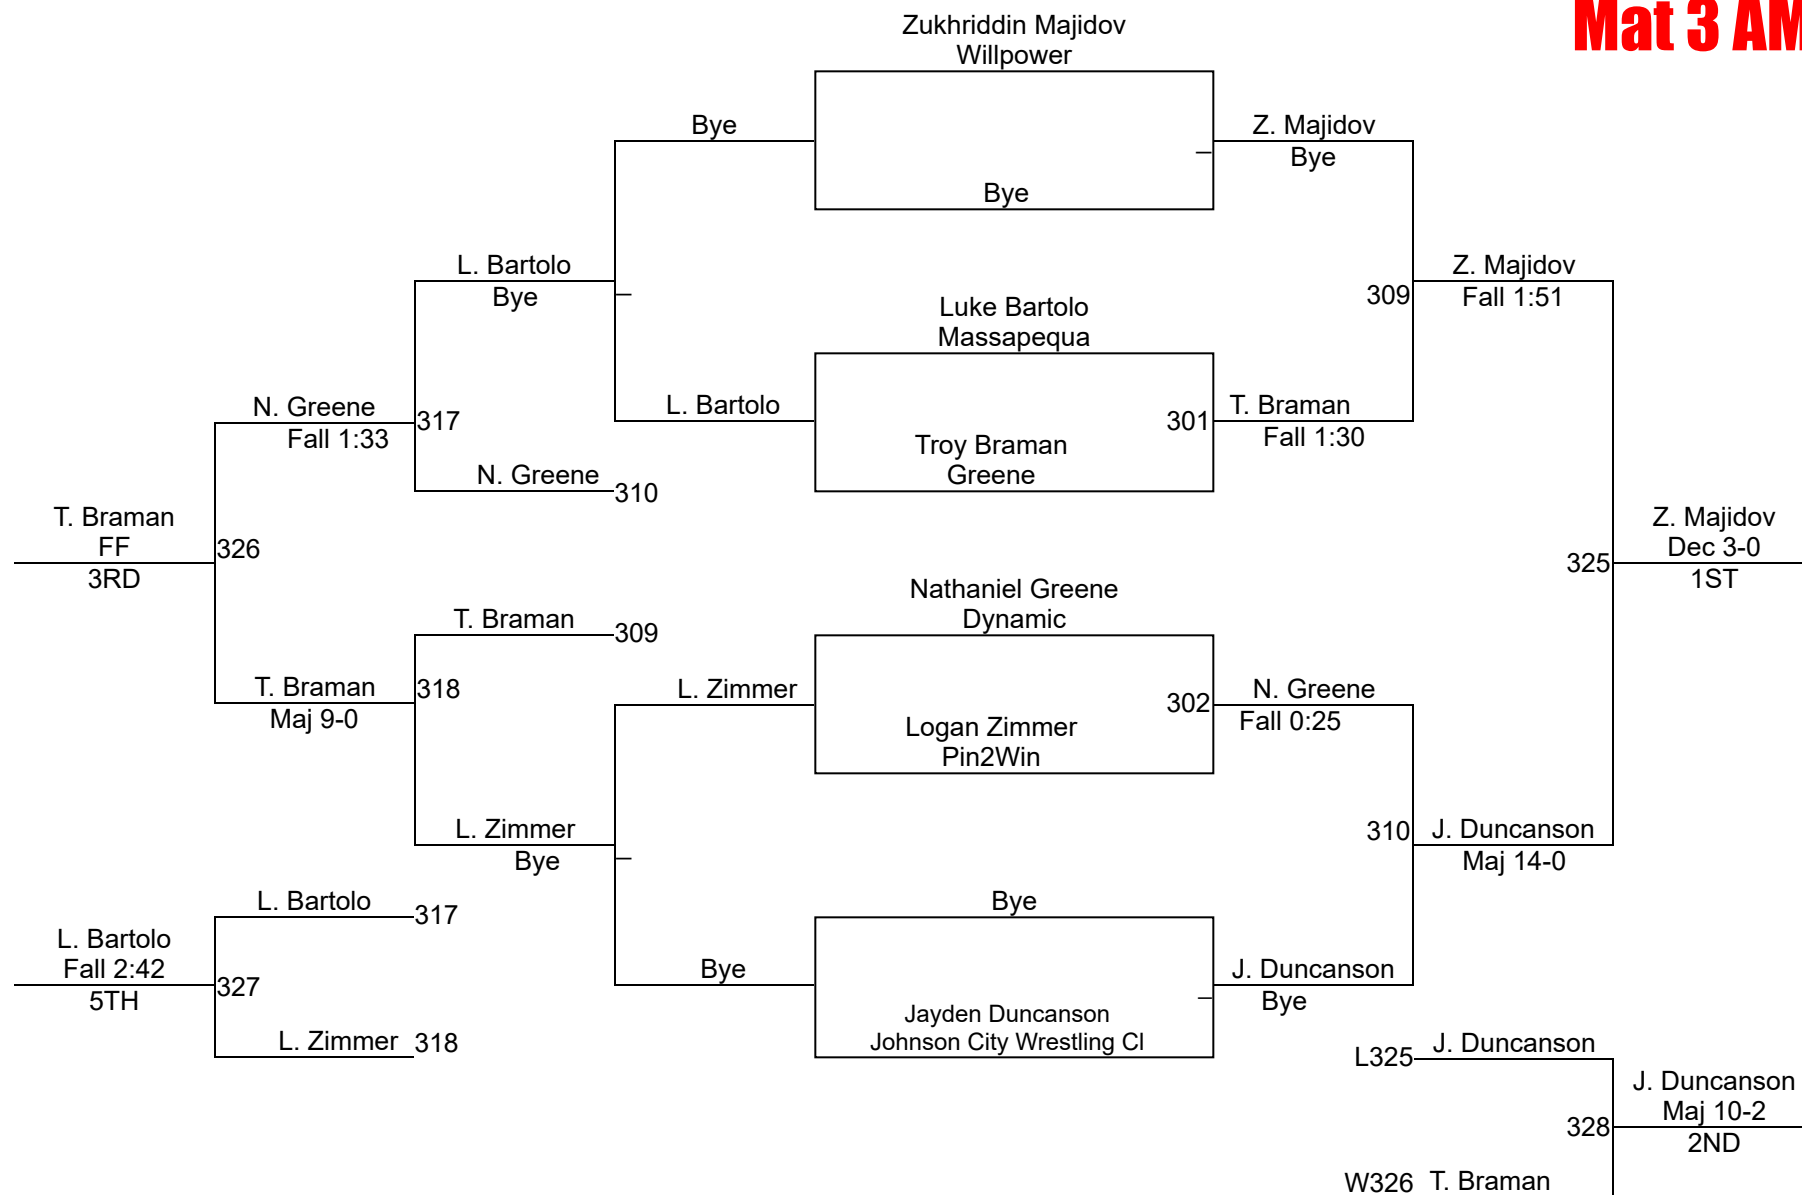 Mat 3 AM
Zukhriddin Majidov
Willpower
Bye
Z. Majidov
Bye
Bye
L. Bartolo
Bye
Z. Majidov
Fall 1:51
309
Luke Bartolo
Massapequa
L. Bartolo
301
T. Braman
Fall 1:30
Troy Braman
Greene
N. Greene
Fall 1:33
317
N. Greene
310
T. Braman
FF
3RD
326
Z. Majidov
Dec 3-0
1ST
325
Nathaniel Greene
Dynamic
T. Braman
309
T. Braman
Maj 9-0
318
L. Zimmer
302
N. Greene
Fall 0:25
Logan Zimmer
Pin2Win
L. Zimmer
Bye
310
J. Duncanson
Maj 14-0
L. Bartolo
317
Bye
L. Bartolo
Fall 2:42
5TH
327
Bye
J. Duncanson
Bye
Jayden Duncanson
Johnson City Wrestling Cl
L. Zimmer
318
L325
J. Duncanson
J. Duncanson
Maj 10-2
2ND
328
W326
T. Braman